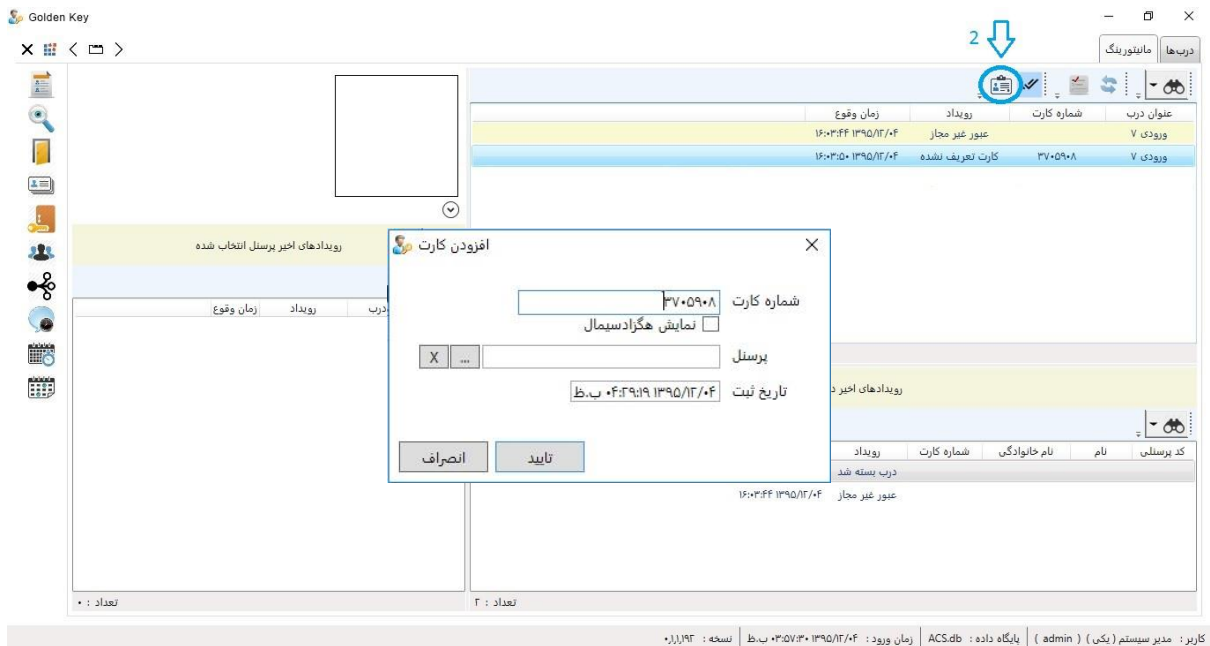 Golden Key
درب‌ها
مانیتورینگ
2
عنوان درب شماره کارت رویداد زمان وقوع
ورودی ۷ عبور غیر مجاز ۱۳۹۵/۱۲/۰۴ ۱۶:۰۳:۴۴
ورودی ۷ ۳۷۰۵۹۰۸ کارت تعریف نشده ۱۳۹۵/۱۲/۰۴ ۱۶:۰۳:۵۰
رویدادهای اخیر پرسنل انتخاب شده
درب رویداد زمان وقوع
تعداد : ۰
افزودن کارت
شماره کارت ۳۷۰۵۹۰۸
نمایش هگزادسیمال
پرسنل ... X
تاریخ ثبت ۱۳۹۵/۱۲/۰۴ ۰۴:۲۹:۱۹ ب.ظ
تایید انصراف
رویدادهای اخیر د
کد پرسنلی نام نام خانوادگی شماره کارت رویداد
درب بسته شد
عبور غیر مجاز ۱۳۹۵/۱۲/۰۴ ۱۶:۰۳:۴۴
تعداد : ۲
کاربر : مدیر سیستم ( یکی ) ( admin ) پایگاه داده : ACS.db زمان ورود : ۱۳۹۵/۱۲/۰۴ ۰۳:۵۷:۳۰ ب.ظ نسخه : ۰,۱,۱,۱۹۲